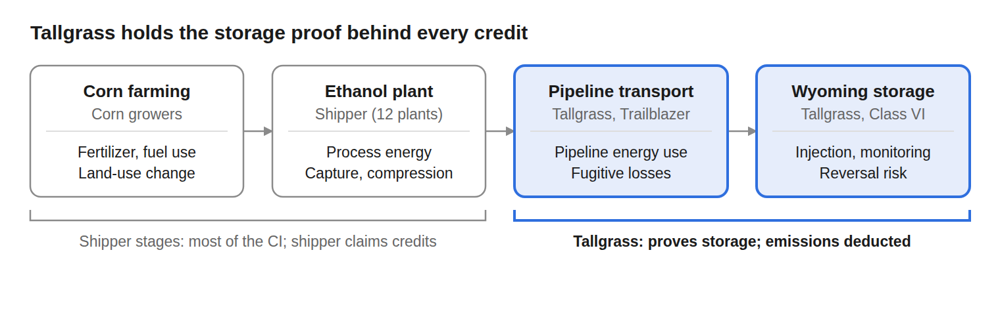 Tallgrass holds the storage proof behind every credit
Corn farming
Corn growers
Fertilizer, fuel use
Land-use change
Ethanol plant
Shipper (12 plants)
Process energy
Capture, compression
Pipeline transport
Tallgrass, Trailblazer
Pipeline energy use
Fugitive losses
Wyoming storage
Tallgrass, Class VI
Injection, monitoring
Reversal risk
Shipper stages: most of the CI; shipper claims credits
Tallgrass: proves storage; emissions deducted